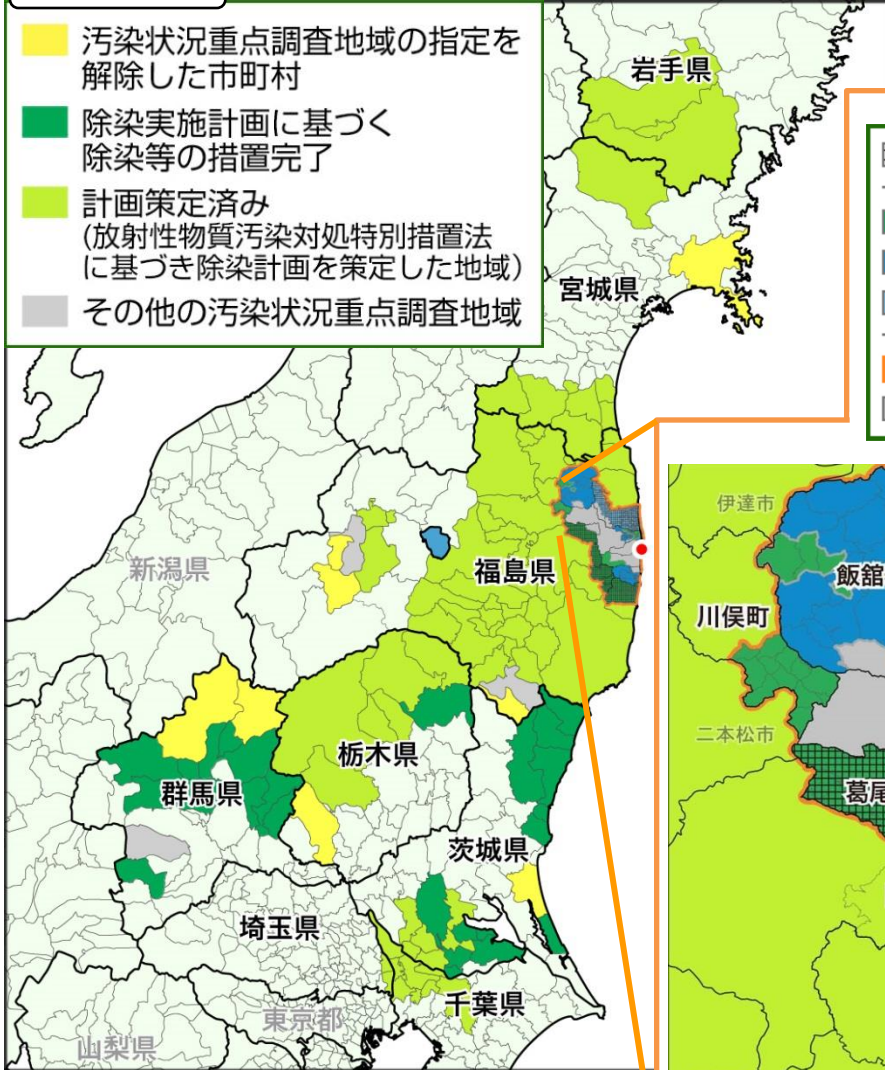 汚染状況重点調査地域の指定を
解除した市町村
除染実施計画に基づく
除染等の措置完了
計画策定済み
(放射性物質汚染対処特別措置法
に基づき除染計画を策定した地域)
その他の汚染状況重点調査地域
岩手県
宮城県
新潟県
福島県
栃木県
群馬県
茨城県
埼玉県
千葉県
東京都
山梨県
伊達市
飯舘
川俣町
二本松市
葛尾